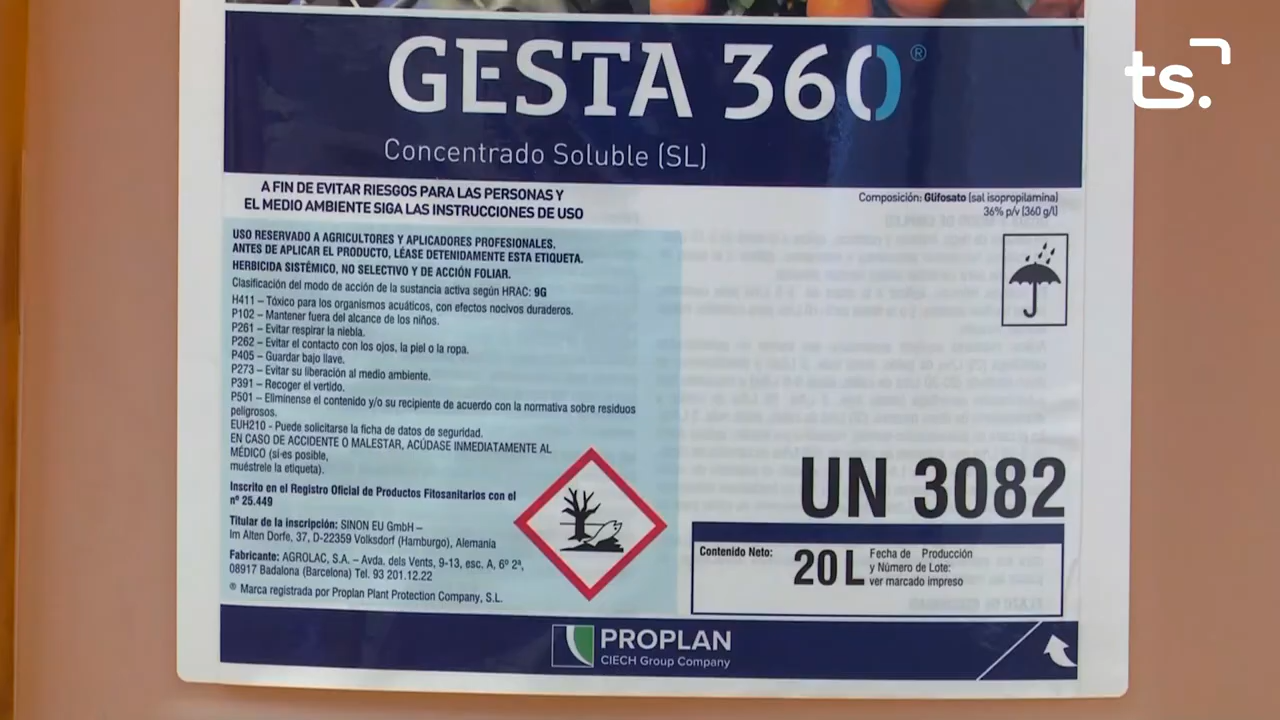 GESTA 360®
Concentrado Soluble (SL)
ts.
A FIN DE EVITAR RIESGOS PARA LAS PERSONAS Y
EL MEDIO AMBIENTE SIGA LAS INSTRUCCIONES DE USO
Composición: Glifosato (sal isopropilamina)
36% p/v (360 g/l)
USO RESERVADO A AGRICULTORES Y APLICADORES PROFESIONALES.
ANTES DE APLICAR EL PRODUCTO, LÉASE DETENIDAMENTE ESTA ETIQUETA.
HERBICIDA SISTÉMICO, NO SELECTIVO Y DE ACCIÓN FOLIAR.
Clasificación del modo de acción de la sustancia activa según HRAC: 9G
H411 – Tóxico para los organismos acuáticos, con efectos nocivos duraderos.
P102 – Mantener fuera del alcance de los niños.
P261 – Evitar respirar la niebla.
P262 – Evitar el contacto con los ojos, la piel o la ropa.
P405 – Guardar bajo llave.
P273 – Evitar su liberación al medio ambiente.
P391 – Recoger el vertido.
P501 – Elimínense el contenido y/o su recipiente de acuerdo con la normativa sobre residuos
peligrosos.
EUH210 - Puede solicitarse la ficha de datos de seguridad.
EN CASO DE ACCIDENTE O MALESTAR, ACÚDASE INMEDIATAMENTE AL
MÉDICO (si es posible,
muéstrele la etiqueta).
Inscrito en el Registro Oficial de Productos Fitosanitarios con el
nº 25.449
Titular de la inscripción: SINON EU GmbH –
Im Alten Dorfe, 37, D-22359 Volksdorf (Hamburgo), Alemania
Fabricante: AGROLAC, S.A. – Avda. dels Vents, 9-13, esc. A, 6º 2ª,
08917 Badalona (Barcelona) Tel. 93 201.12.22
® Marca registrada por Proplan Plant Protection Company, S.L.
UN 3082
Contenido Neto: 20 L
Fecha de Producción
y Número de Lote:
ver marcado impreso
PROPLAN
CIECH Group Company